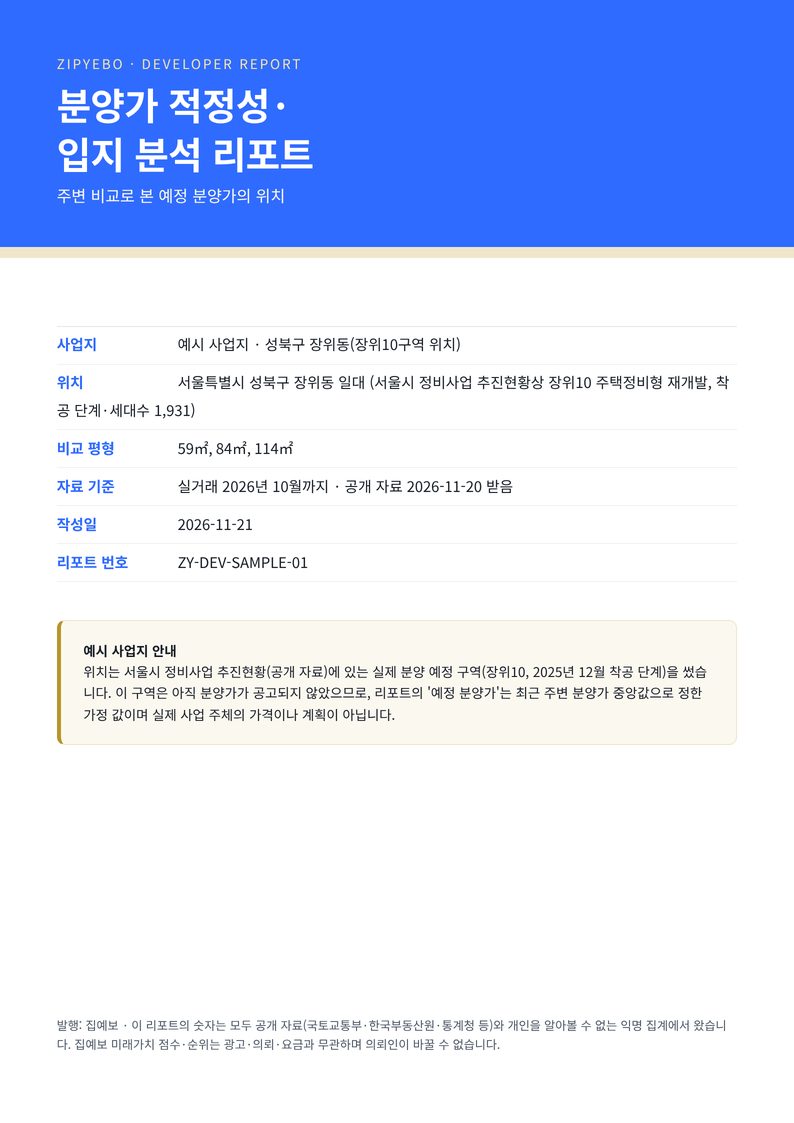 ZIPYEBO · DEVELOPER REPORT
분양가 적정성·
입지 분석 리포트
주변 비교로 본 예정 분양가의 위치
사업지 예시 사업지 · 성북구 장위동(장위10구역 위치)
위치 서울특별시 성북구 장위동 일대 (서울시 정비사업 추진현황상 장위10 주택정비형 재개발, 착
공 단계·세대수 1,931)
비교 평형 59㎡, 84㎡, 114㎡
자료 기준 실거래 2026년 10월까지 · 공개 자료 2026-11-20 받음
작성일 2026-11-21
리포트 번호 ZY-DEV-SAMPLE-01
예시 사업지 안내
위치는 서울시 정비사업 추진현황(공개 자료)에 있는 실제 분양 예정 구역(장위10, 2025년 12월 착공 단계)을 썼습
니다. 이 구역은 아직 분양가가 공고되지 않았으므로, 리포트의 '예정 분양가'는 최근 주변 분양가 중앙값으로 정한
가정 값이며 실제 사업 주체의 가격이나 계획이 아닙니다.
발행: 집예보 · 이 리포트의 숫자는 모두 공개 자료(국토교통부·한국부동산원·통계청 등)와 개인을 알아볼 수 없는 익명 집계에서 왔습니
다. 집예보 미래가치 점수·순위는 광고·의뢰·요금과 무관하며 의뢰인이 바꿀 수 없습니다.